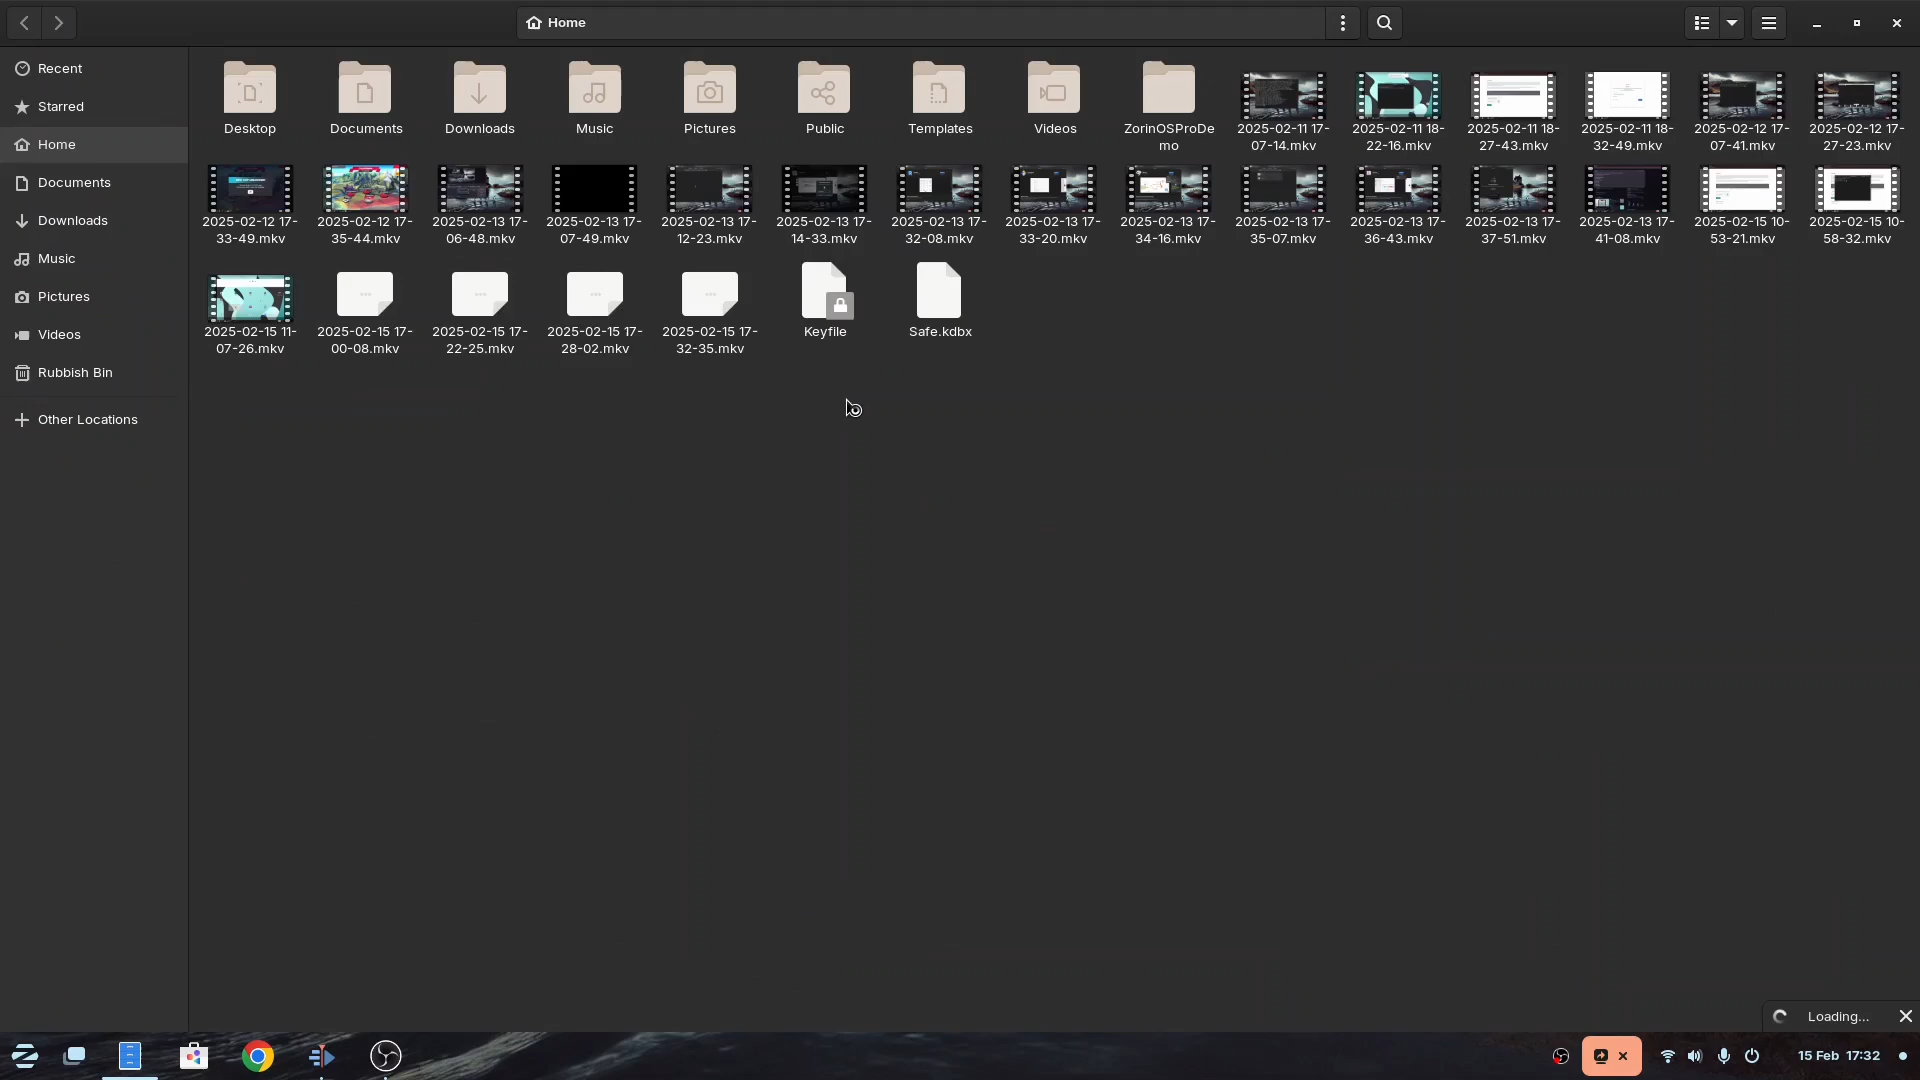 Home
Recent
Starred
Home
Documents
Downloads
Music
Pictures
Videos
Rubbish Bin
Other Locations
Desktop
Documents
Downloads
Music
Pictures
Public
Templates
Videos
ZorinOSProDe
mo
2025-02-11 17-
07-14.mkv
2025-02-11 18-
22-16.mkv
2025-02-11 18-
27-43.mkv
2025-02-11 18-
32-49.mkv
2025-02-12 17-
07-41.mkv
2025-02-12 17-
27-23.mkv
2025-02-12 17-
33-49.mkv
2025-02-12 17-
35-44.mkv
2025-02-13 17-
06-48.mkv
2025-02-13 17-
07-49.mkv
2025-02-13 17-
12-23.mkv
2025-02-13 17-
14-33.mkv
2025-02-13 17-
32-08.mkv
2025-02-13 17-
33-20.mkv
2025-02-13 17-
34-16.mkv
2025-02-13 17-
35-07.mkv
2025-02-13 17-
36-43.mkv
2025-02-13 17-
37-51.mkv
2025-02-13 17-
41-08.mkv
2025-02-15 10-
53-21.mkv
2025-02-15 10-
58-32.mkv
2025-02-15 11-
07-26.mkv
2025-02-15 17-
00-08.mkv
2025-02-15 17-
22-25.mkv
2025-02-15 17-
28-02.mkv
2025-02-15 17-
32-35.mkv
Keyfile
Safe.kdbx
Loading...
15 Feb 17:32